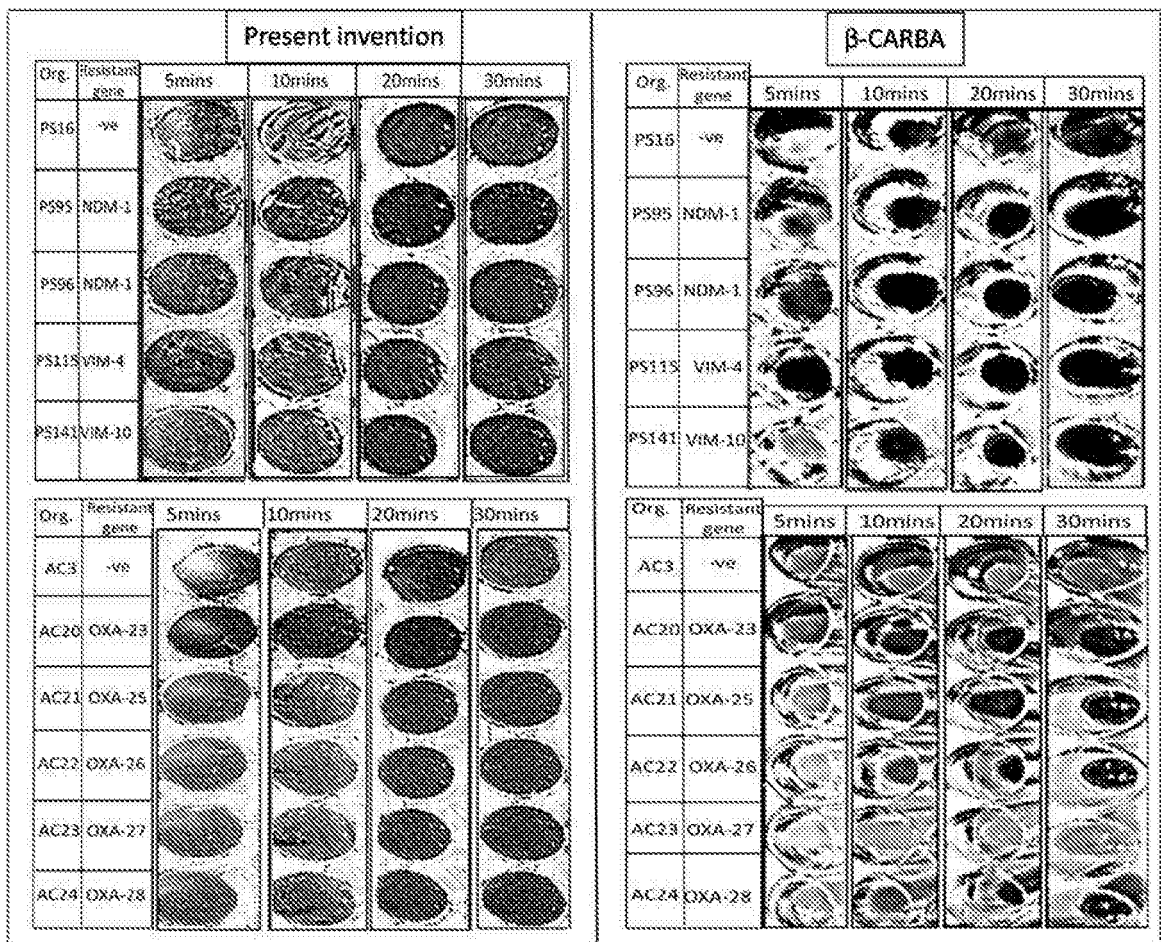 Present invention
Org. Resistant gene 5mins 10mins 20mins 30mins
PS16 -ve
PS95 NDM-1
PS96 NDM-1
PS115 VIM-4
PS141 VIM-10
Org. Resistant gene 5mins 10mins 20mins 30mins
AC3 -ve
AC20 OXA-23
AC21 OXA-25
AC22 OXA-26
AC23 OXA-27
AC24 OXA-28
β-CARBA
Org. Resistant gene 5mins 10mins 20mins 30mins
PS16 -ve
PS95 NDM-1
PS96 NDM-1
PS115 VIM-4
PS141 VIM-10
Org. Resistant gene 5mins 10mins 20mins 30mins
AC3 -ve
AC20 OXA-23
AC21 OXA-25
AC22 OXA-26
AC23 OXA-27
AC24 OXA-28